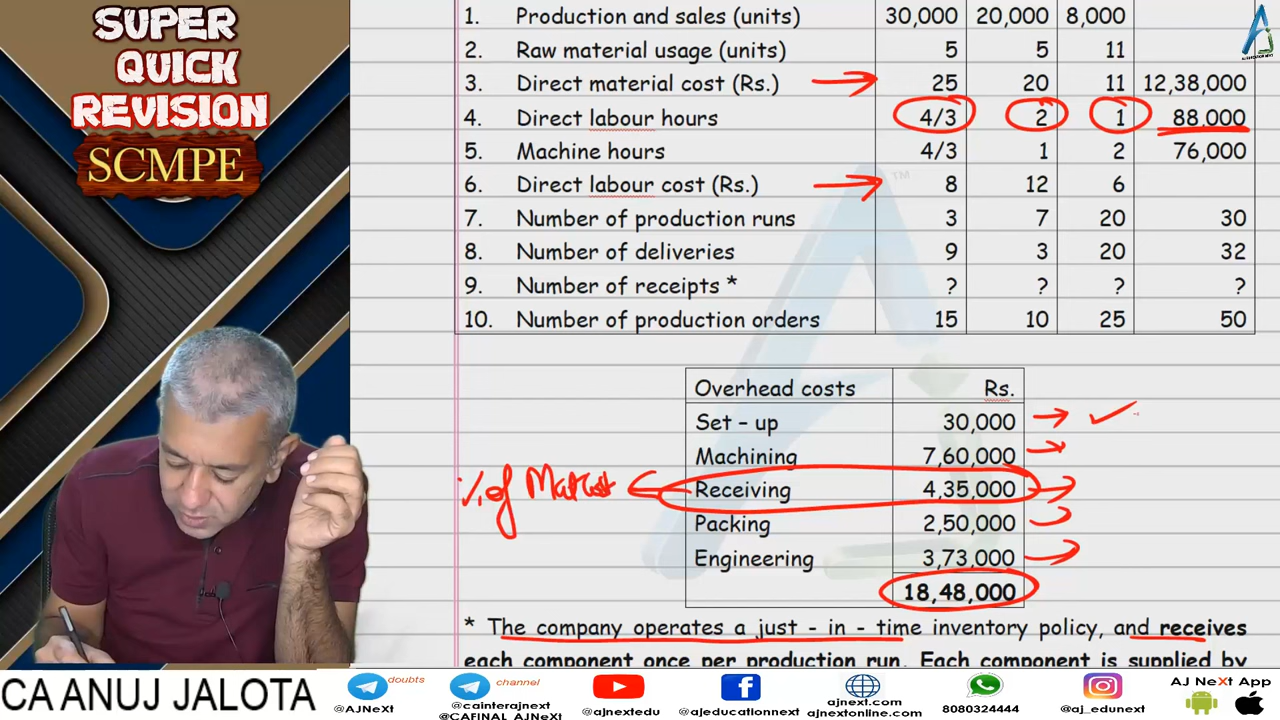 SUPER
QUICK
REVISION
SCMPE
1. Production and sales (units) 30,000 20,000 8,000
2. Raw material usage (units) 5 5 11
3. Direct material cost (Rs.) 25 20 11 12,38,000
4. Direct labour hours 4/3 2 1 88.000
5. Machine hours 4/3 1 2 76,000
6. Direct labour cost (Rs.) 8 12 6
7. Number of production runs 3 7 20 30
8. Number of deliveries 9 3 20 32
9. Number of receipts * ? ? ? ?
10. Number of production orders 15 10 25 50
Overhead costs Rs.
Set – up 30,000
Machining 7,60,000
% of Receiving 4,35,000
Packing 2,50,000
Engineering 3,73,000
18,48,000
* The company operates a just - in - time inventory policy, and receives
each component once per production run. Each component is supplied by
CA ANUJ JALOTA
doubts
@AJNeXt
channel
@cainterajnext
@CAFINAL_AJNeXt
@ajnextedu
@ajeducationnext
ajnext.com
ajnextonline.com
8080324444
@aj_edunext
AJ NeXt App